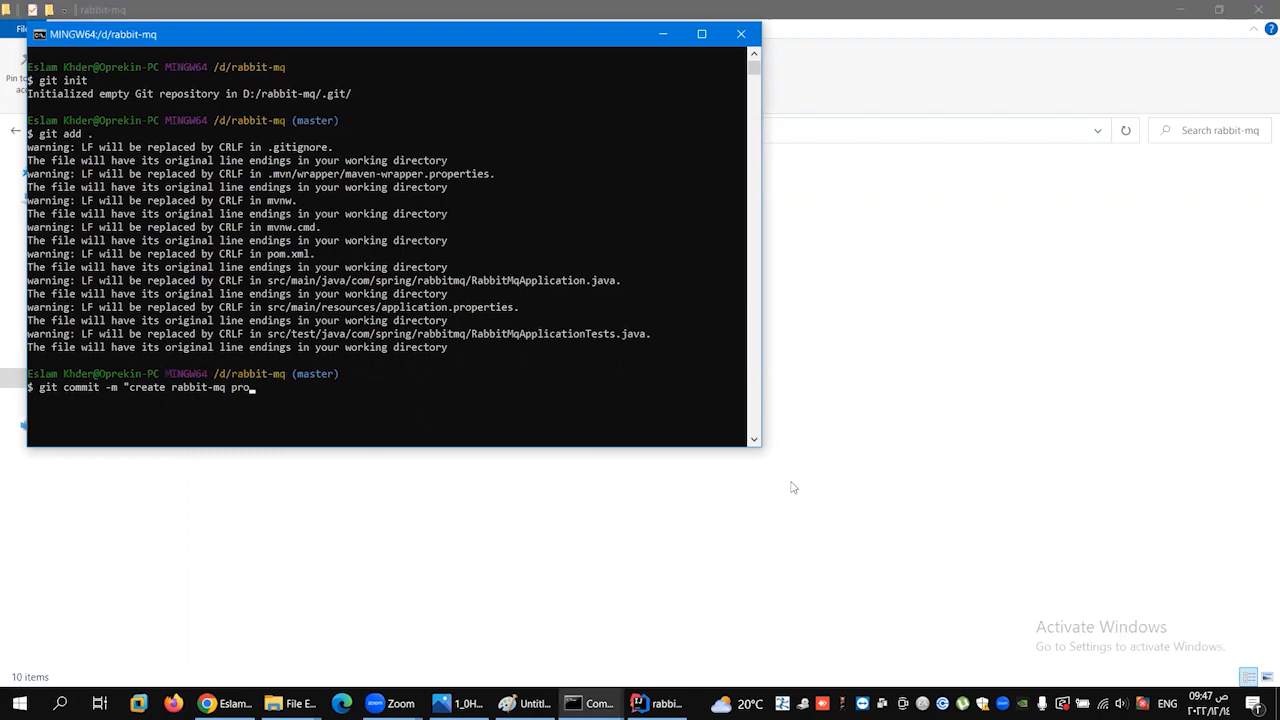 rabbit-mq
File
MINGW64:/d/rabbit-mq
Pin to
Eslam Khder@Oprekin-PC MINGW64 /d/rabbit-mq
$ git init
Initialized empty Git repository in D:/rabbit-mq/.git/
Eslam Khder@Oprekin-PC MINGW64 /d/rabbit-mq (master)
$ git add .
warning: LF will be replaced by CRLF in .gitignore.
The file will have its original line endings in your working directory
warning: LF will be replaced by CRLF in .mvn/wrapper/maven-wrapper.properties.
The file will have its original line endings in your working directory
warning: LF will be replaced by CRLF in mvnw.
The file will have its original line endings in your working directory
warning: LF will be replaced by CRLF in mvnw.cmd.
The file will have its original line endings in your working directory
warning: LF will be replaced by CRLF in pom.xml.
The file will have its original line endings in your working directory
warning: LF will be replaced by CRLF in src/main/java/com/spring/rabbitmq/RabbitMqApplication.java.
The file will have its original line endings in your working directory
warning: LF will be replaced by CRLF in src/main/resources/application.properties.
The file will have its original line endings in your working directory
warning: LF will be replaced by CRLF in src/test/java/com/spring/rabbitmq/RabbitMqApplicationTests.java.
The file will have its original line endings in your working directory
Eslam Khder@Oprekin-PC MINGW64 /d/rabbit-mq (master)
$ git commit -m "create rabbit-mq pro
Search rabbit-mq
Activate Windows
Go to Settings to activate Windows.
10 items
Eslam... File E... Zoom 1_0H... Untitl... Com... rabbi... 20°C ENG 09:47 ص